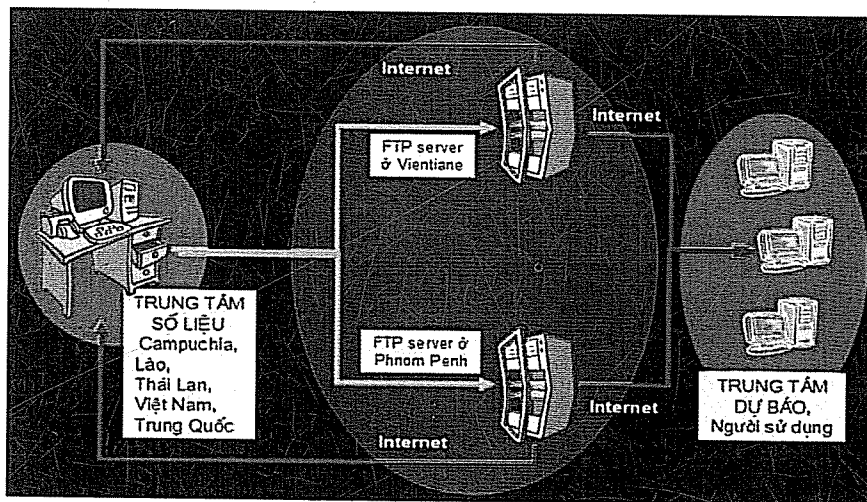 Internet
FTP server
ở Vientiane
Internet
TRUNG TÂM
SỐ LIỆU
Campuchia,
Lào,
Thái Lan,
Việt Nam,
Trung Quốc
FTP server ở
Phnom Penh
Internet
Internet
TRUNG TÂM
DỰ BÁO,
Người sử dụng